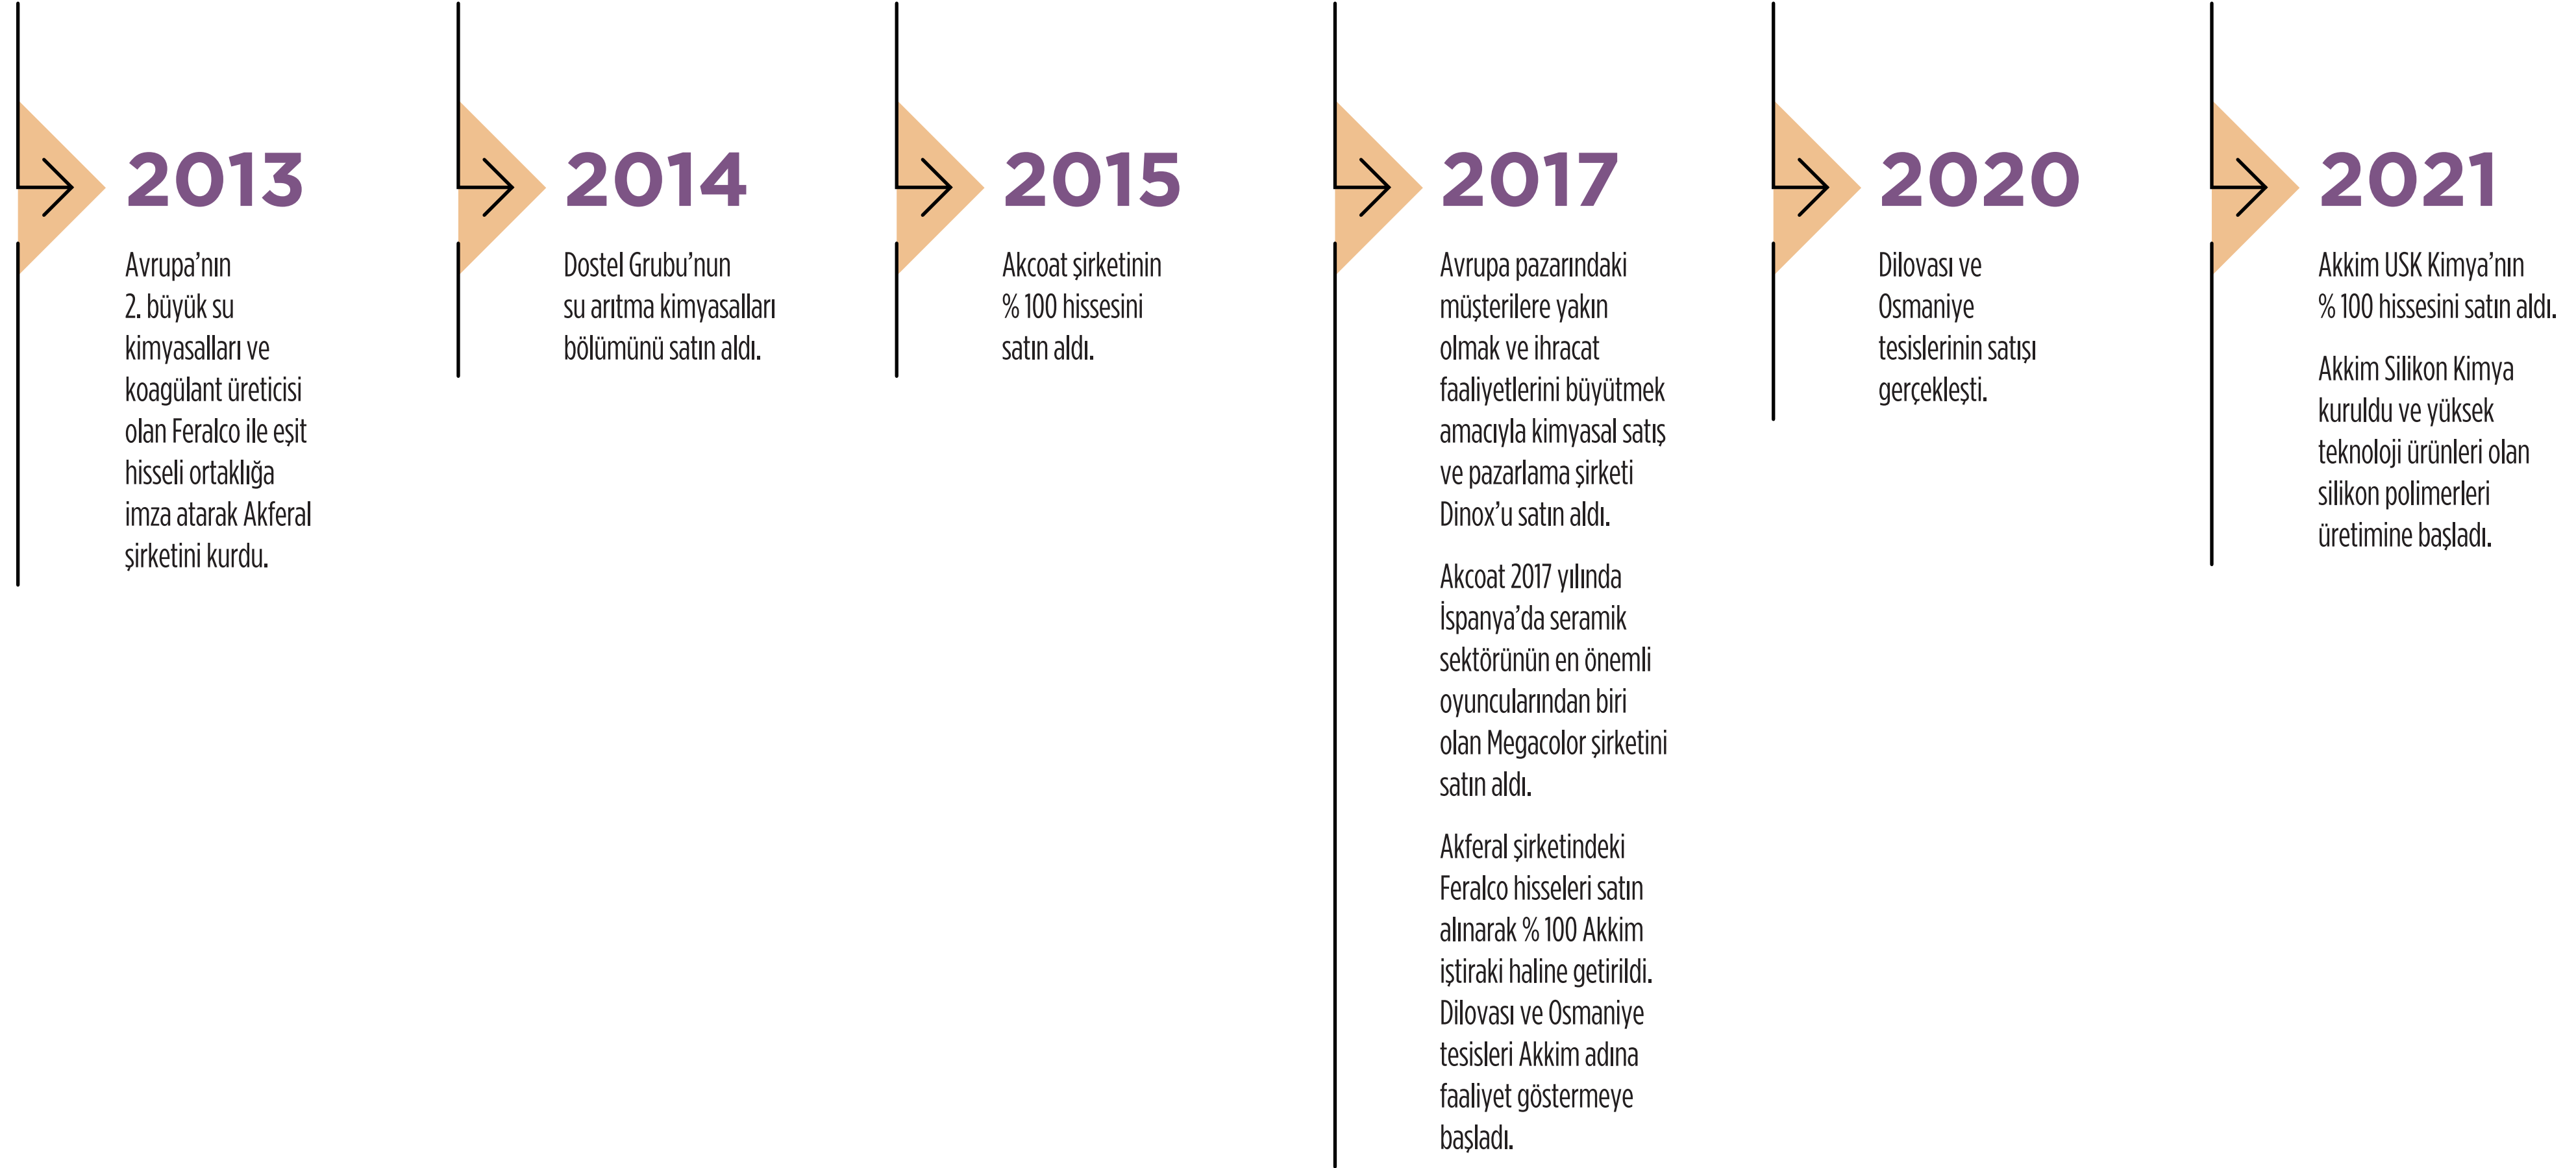 2013
Avrupa’nın
2. büyük su
kimyasalları ve
koagülant üreticisi
olan Feralco ile eşit
hisseli ortaklığa
imza atarak Akferal
şirketini kurdu.
2014
Dostel Grubu’nun
su arıtma kimyasalları
bölümünü satın aldı.
2015
Akcoat şirketinin
% 100 hissesini
satın aldı.
2017
Avrupa pazarındaki
müşterilere yakın
olmak ve ihracat
faaliyetlerini büyütmek
amacıyla kimyasal satış
ve pazarlama şirketi
Dinox’u satın aldı.
Akcoat 2017 yılında
İspanya’da seramik
sektörünün en önemli
oyuncularından biri
olan Megacolor şirketini
satın aldı.
Akferal şirketindeki
Feralco hisseleri satın
alınarak % 100 Akkim
iştiraki haline getirildi.
Dilovası ve Osmaniye
tesisleri Akkim adına
faaliyet göstermeye
başladı.
2020
Dilovası ve
Osmaniye
tesislerinin satışı
gerçekleşti.
2021
Akkim USK Kimya’nın
% 100 hissesini satın aldı.
Akkim Silikon Kimya
kuruldu ve yüksek
teknoloji ürünleri olan
silikon polimerleri
üretimine başladı.